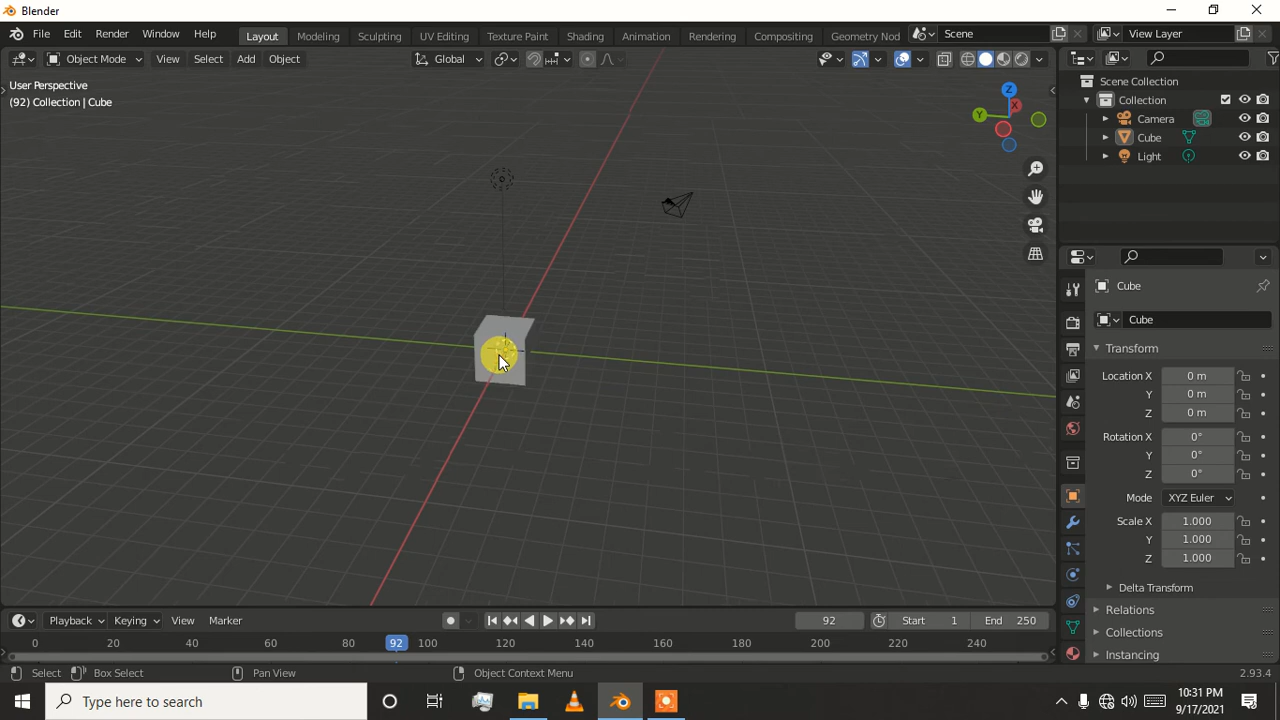 Blender
File Edit Render Window Help Layout Modeling Sculpting UV Editing Texture Paint Shading Animation Rendering Compositing Geometry Nod Scene View Layer
Object Mode View Select Add Object Global
User Perspective
(92) Collection | Cube
Z
X
Y
Scene Collection
Collection
Camera
Cube
Light
Cube
Cube
Transform
Location X 0 m
Y 0 m
Z 0 m
Rotation X 0°
Y 0°
Z 0°
Mode XYZ Euler
Scale X 1.000
Y 1.000
Z 1.000
Delta Transform
Relations
Collections
Instancing
Playback Keying View Marker 92 Start 1 End 250
0 20 40 60 80 92 100 120 140 160 180 200 220 240
Select Box Select Pan View Object Context Menu 2.93.4
Type here to search
10:31 PM
9/17/2021